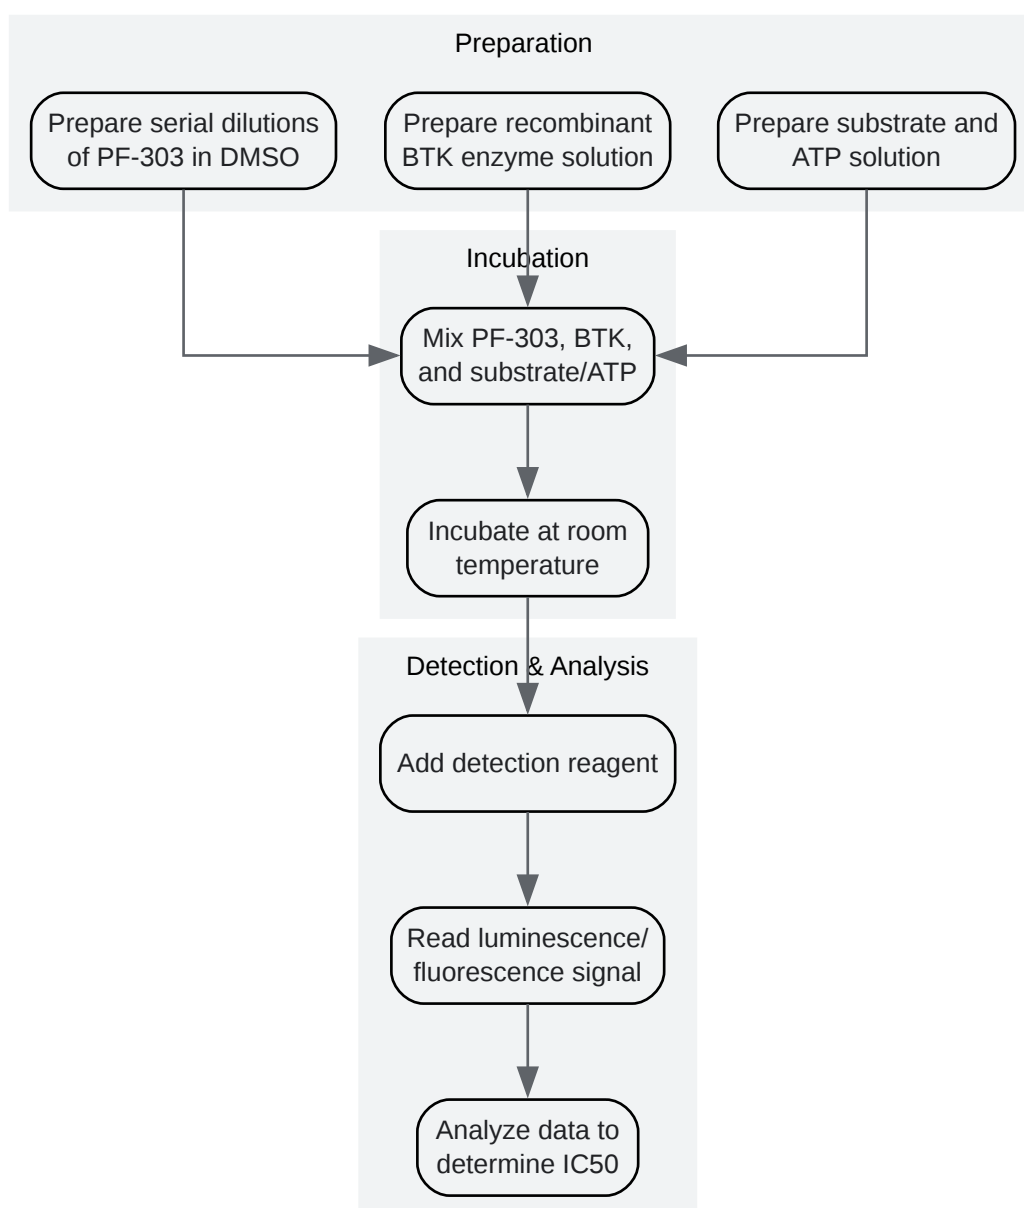 Preparation
Prepare serial dilutions
of PF-303 in DMSO
Prepare recombinant
BTK enzyme solution
Prepare substrate and
ATP solution
Incubation
Mix PF-303, BTK,
and substrate/ATP
Incubate at room
temperature
Detection & Analysis
Add detection reagent
Read luminescence/
fluorescence signal
Analyze data to
determine IC50